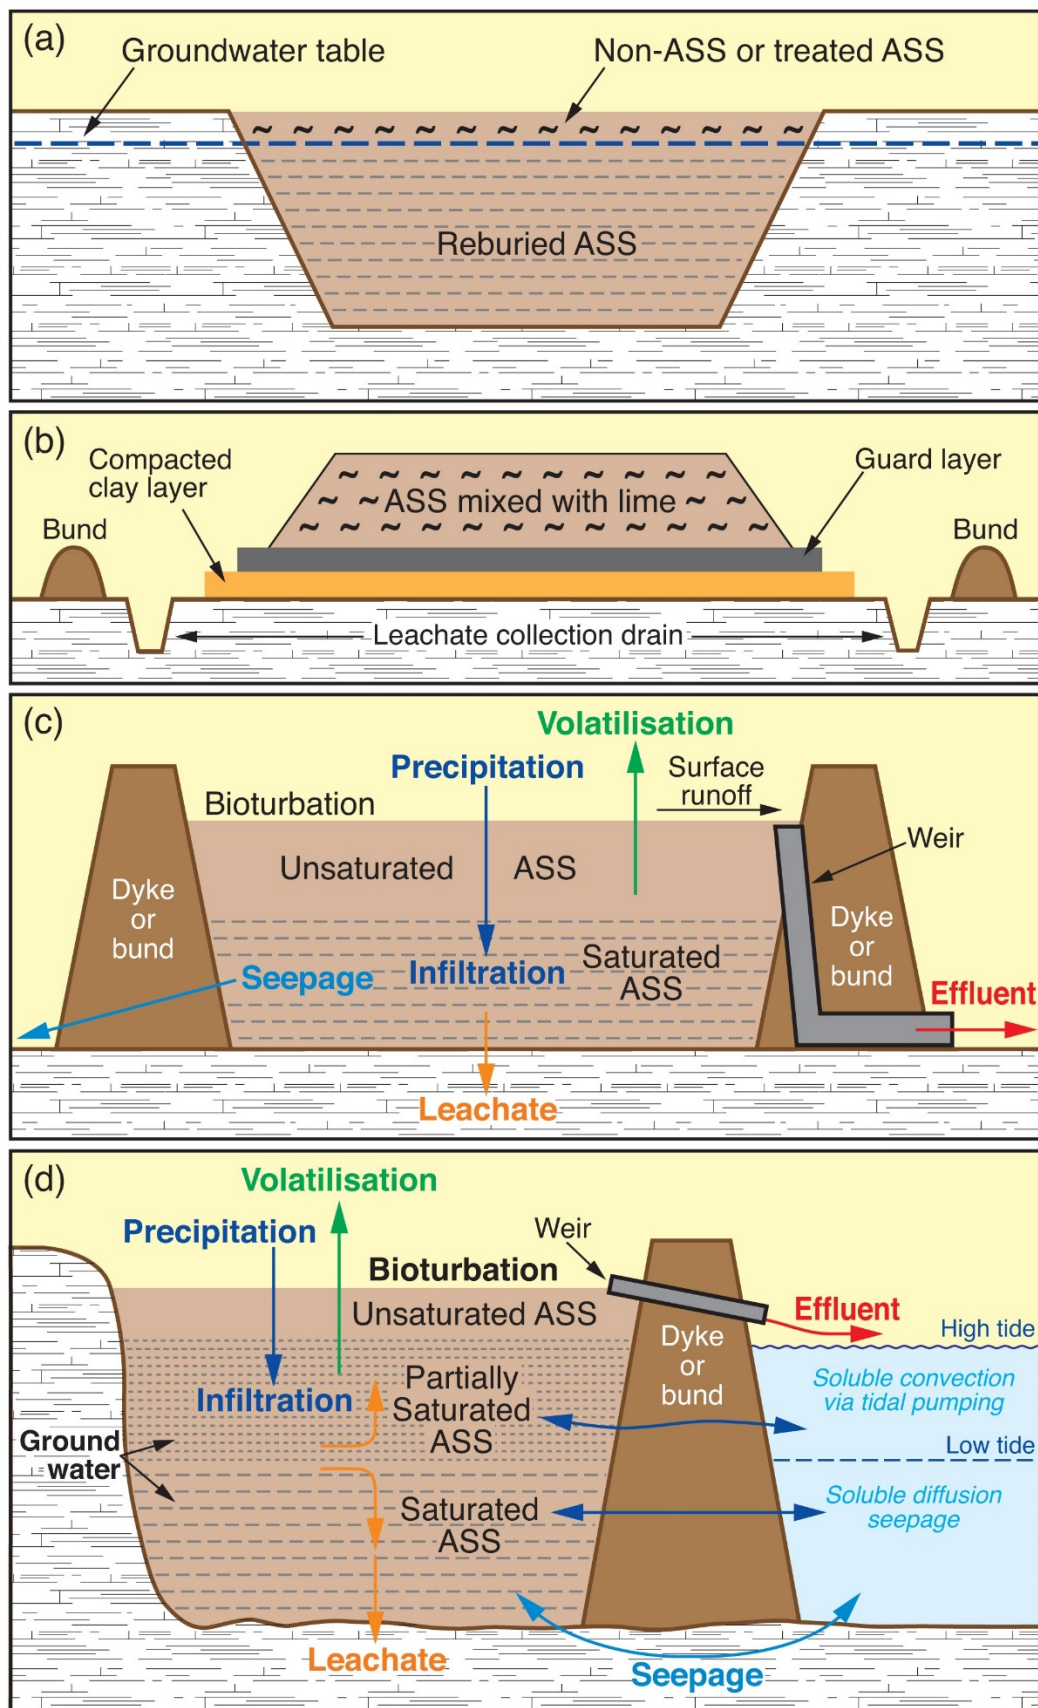 (a)
Groundwater table
Non-ASS or treated ASS
Reburied ASS
(b)
Compacted
clay layer
Guard layer
ASS mixed with lime
Bund
Bund
Leachate collection drain
(c)
Volatilisation
Precipitation
Surface
runoff
Bioturbation
Weir
Unsaturated ASS
Dyke
or
bund
Dyke
or
bund
Saturated
ASS
Seepage
Infiltration
Effluent
Leachate
(d)
Volatilisation
Precipitation
Weir
Bioturbation
Unsaturated ASS
Effluent
High tide
Dyke
or
bund
Partially
Saturated
ASS
Infiltration
Soluble convection
via tidal pumping
Ground
water
Low tide
Saturated
ASS
Soluble diffusion
seepage
Leachate
Seepage